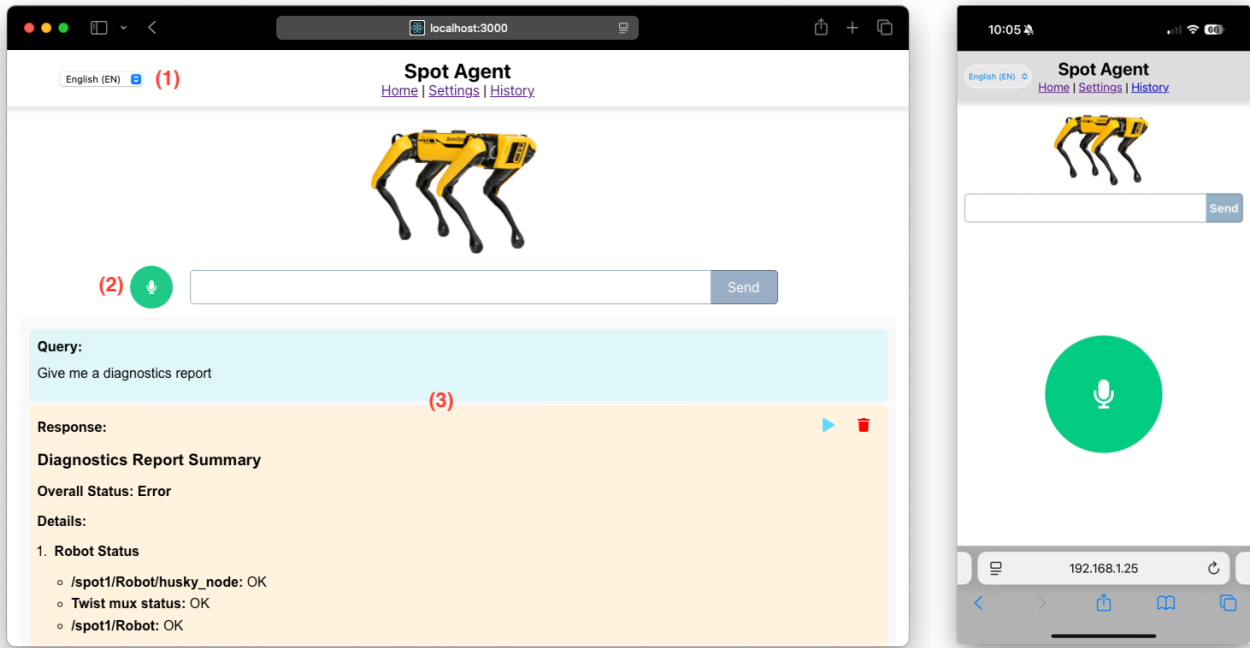 localhost:3000
English (EN)
(1)
Spot Agent
Home | Settings | History
(2)
Send
Query:
Give me a diagnostics report
(3)
Response:
Diagnostics Report Summary
Overall Status: Error
Details:
1. Robot Status
/spot1/Robot/husky_node: OK
Twist mux status: OK
/spot1/Robot: OK
10:05
66
English (EN)
Spot Agent
Home | Settings | History
Send
192.168.1.25